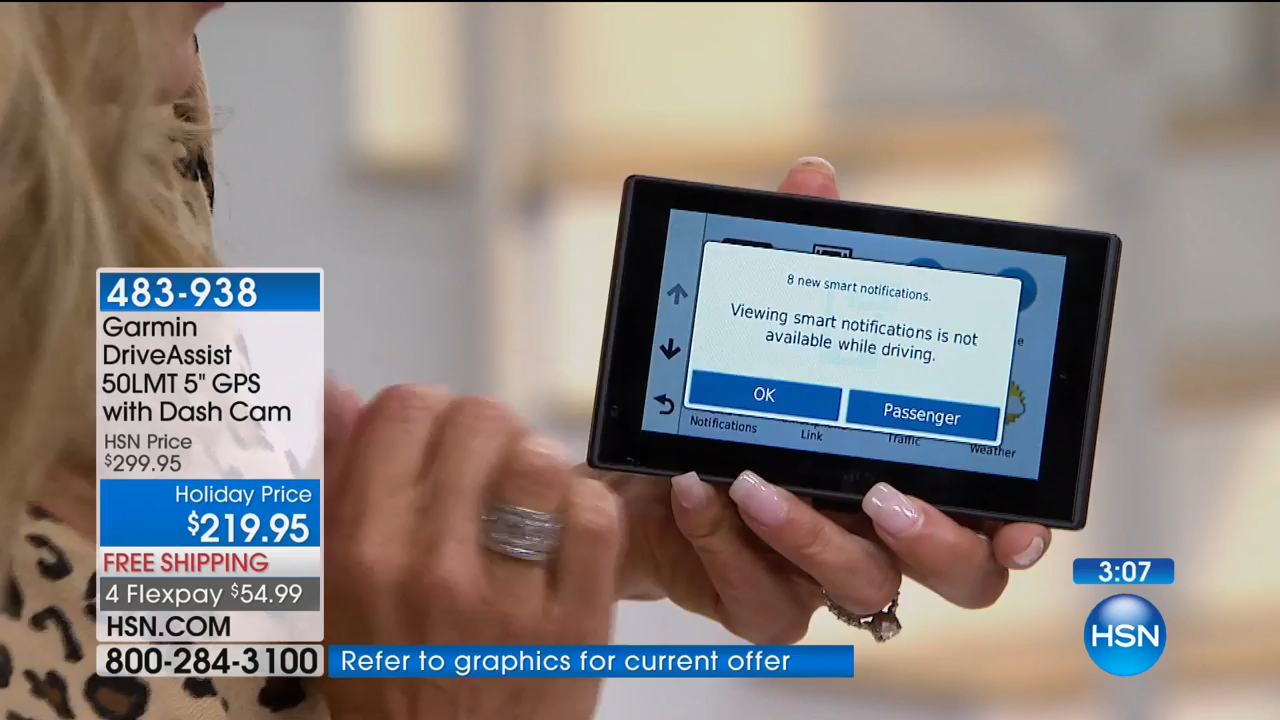 483-938
Garmin
DriveAssist
50LMT 5" GPS
with Dash Cam
HSN Price
$299.95
Holiday Price
$219.95
FREE SHIPPING
4 Flexpay $54.99
HSN.COM
800-284-3100
Refer to graphics for current offer
8 new smart notifications.
Viewing smart notifications is not
available while driving.
OK
Passenger
Notifications
Link
Traffic
Weather
3:07
HSN